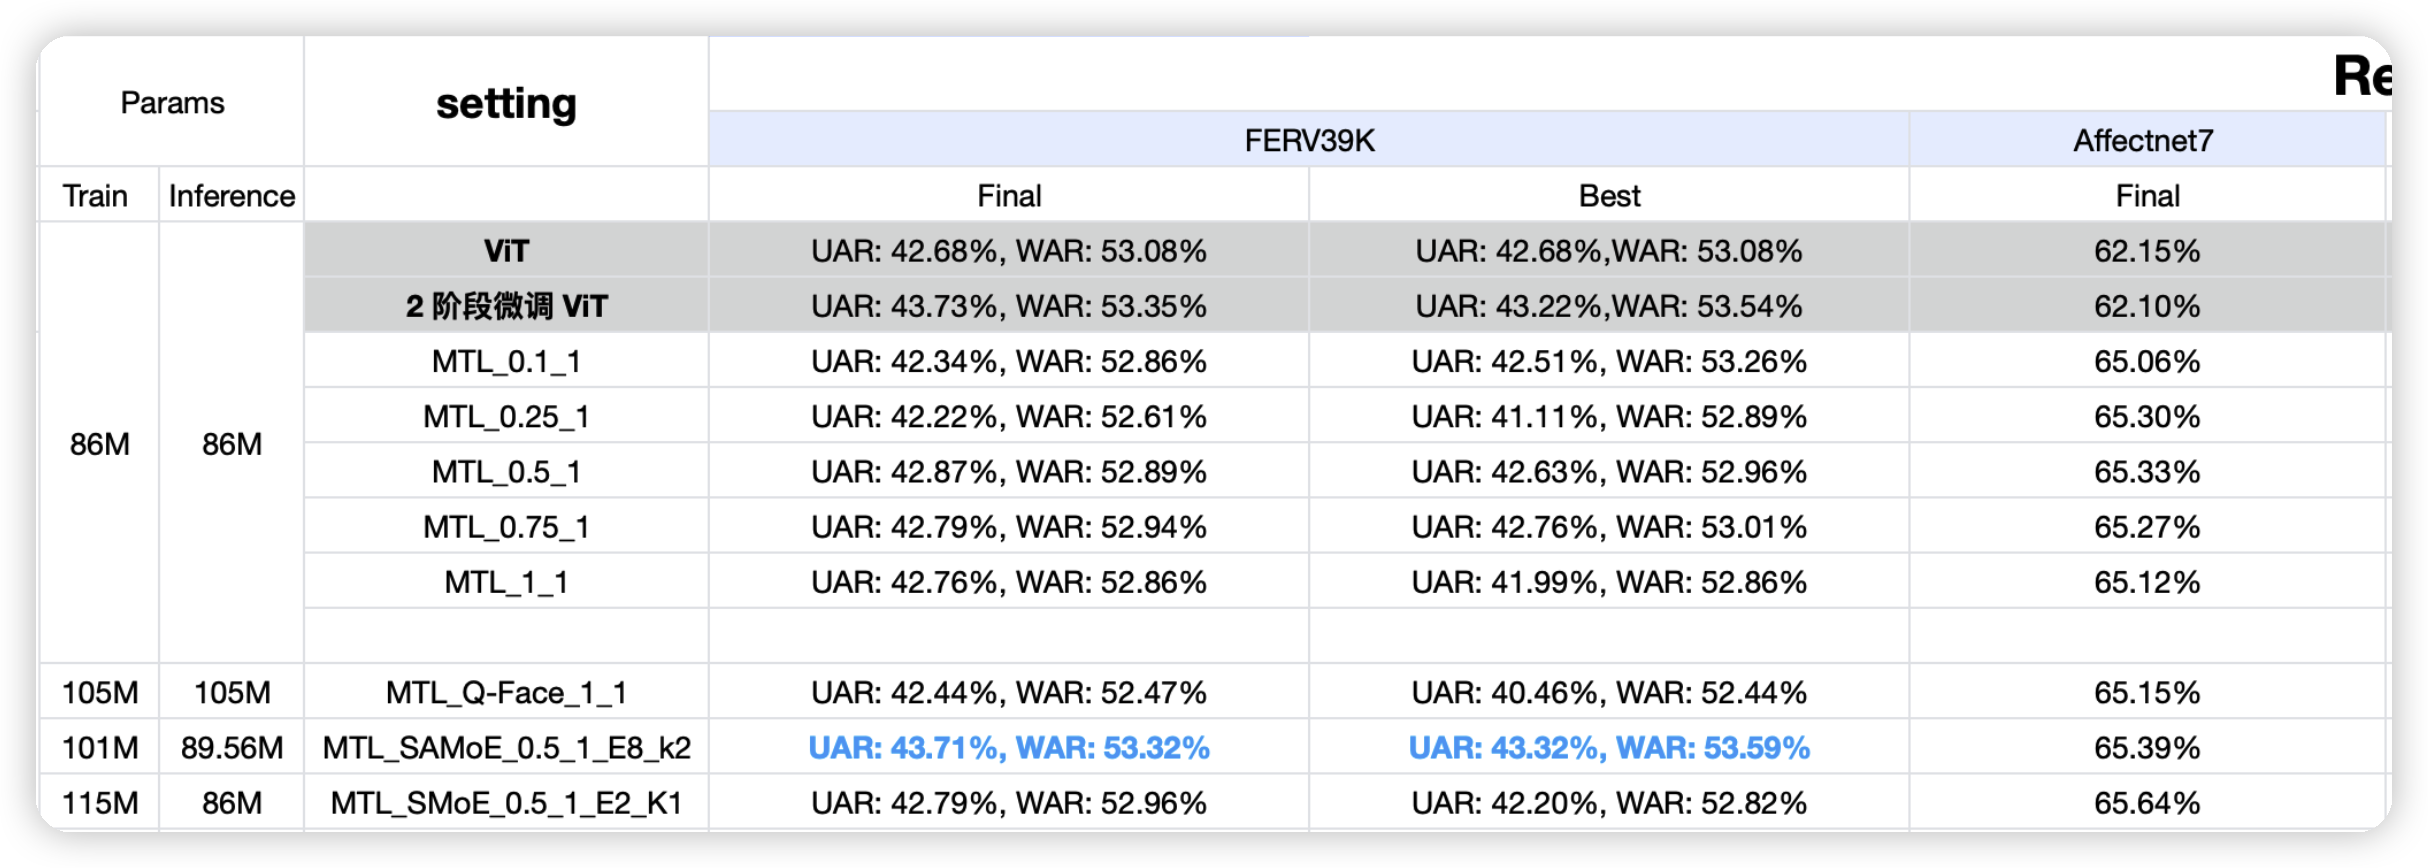 Params setting Re
FERV39K Affectnet7
Train Inference Final Best Final
ViT UAR: 42.68%, WAR: 53.08% UAR: 42.68%,WAR: 53.08% 62.15%
2 阶段微调 ViT UAR: 43.73%, WAR: 53.35% UAR: 43.22%,WAR: 53.54% 62.10%
MTL_0.1_1 UAR: 42.34%, WAR: 52.86% UAR: 42.51%, WAR: 53.26% 65.06%
86M 86M MTL_0.25_1 UAR: 42.22%, WAR: 52.61% UAR: 41.11%, WAR: 52.89% 65.30%
MTL_0.5_1 UAR: 42.87%, WAR: 52.89% UAR: 42.63%, WAR: 52.96% 65.33%
MTL_0.75_1 UAR: 42.79%, WAR: 52.94% UAR: 42.76%, WAR: 53.01% 65.27%
MTL_1_1 UAR: 42.76%, WAR: 52.86% UAR: 41.99%, WAR: 52.86% 65.12%
105M 105M MTL_Q-Face_1_1 UAR: 42.44%, WAR: 52.47% UAR: 40.46%, WAR: 52.44% 65.15%
101M 89.56M MTL_SAMoE_0.5_1_E8_k2 UAR: 43.71%, WAR: 53.32% UAR: 43.32%, WAR: 53.59% 65.39%
115M 86M MTL_SMoE_0.5_1_E2_K1 UAR: 42.79%, WAR: 52.96% UAR: 42.20%, WAR: 52.82% 65.64%